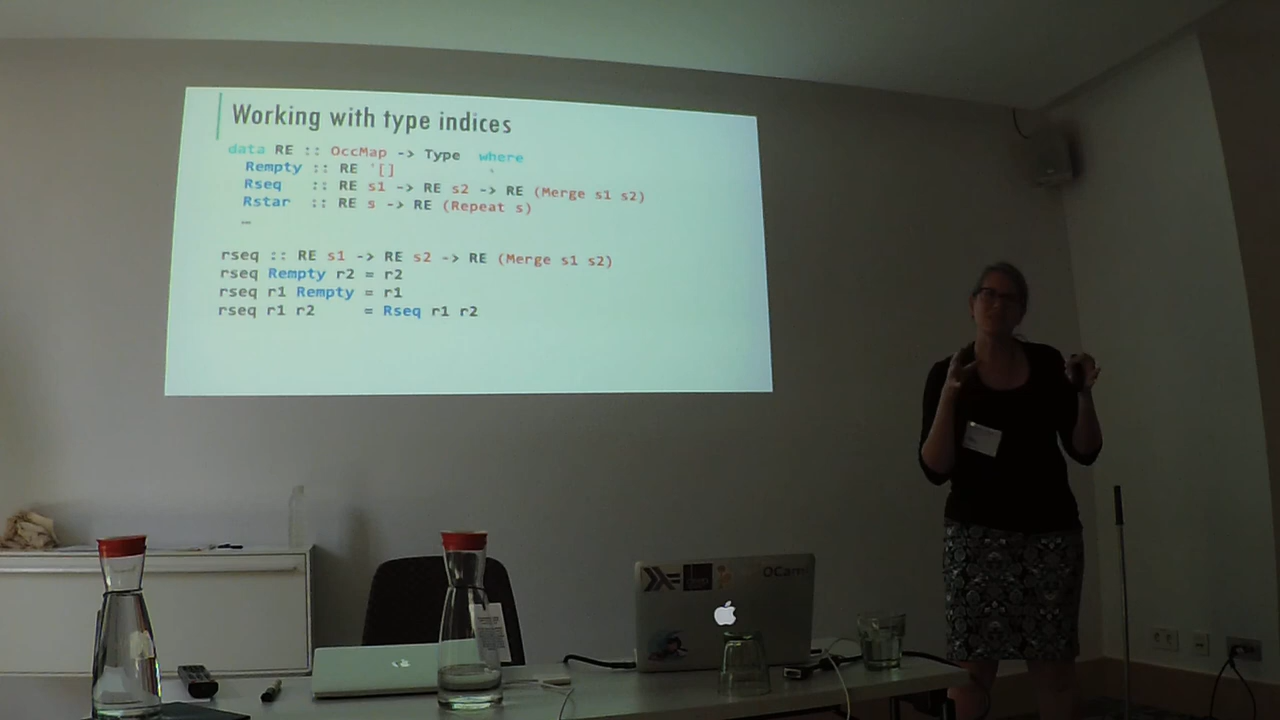 Working with type indices
data RE :: OccMap -> Type where
Rempty :: RE '[]
Rseq :: RE s1 -> RE s2 -> RE (Merge s1 s2)
Rstar :: RE s -> RE (Repeat s)
…
rseq :: RE s1 -> RE s2 -> RE (Merge s1 s2)
rseq Rempty r2 = r2
rseq r1 Rempty = r1
rseq r1 r2 = Rseq r1 r2
OCaml